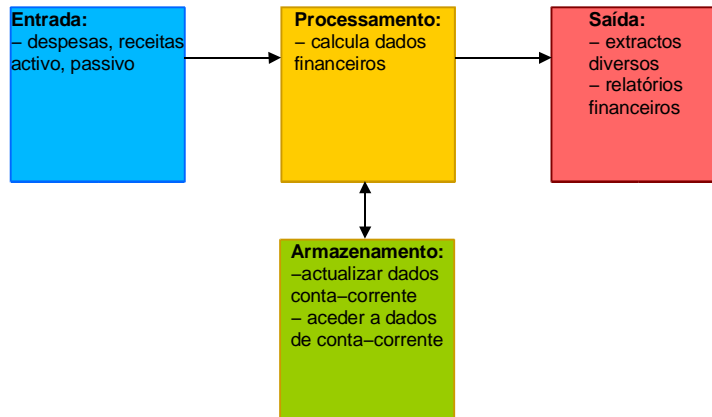 Entrada:
– despesas, receitas
activo, passivo
Processamento:
– calcula dados
financeiros
Saída:
– extractos
diversos
– relatórios
financeiros
Armazenamento:
–actualizar dados
conta–corrente
– aceder a dados
de conta–corrente